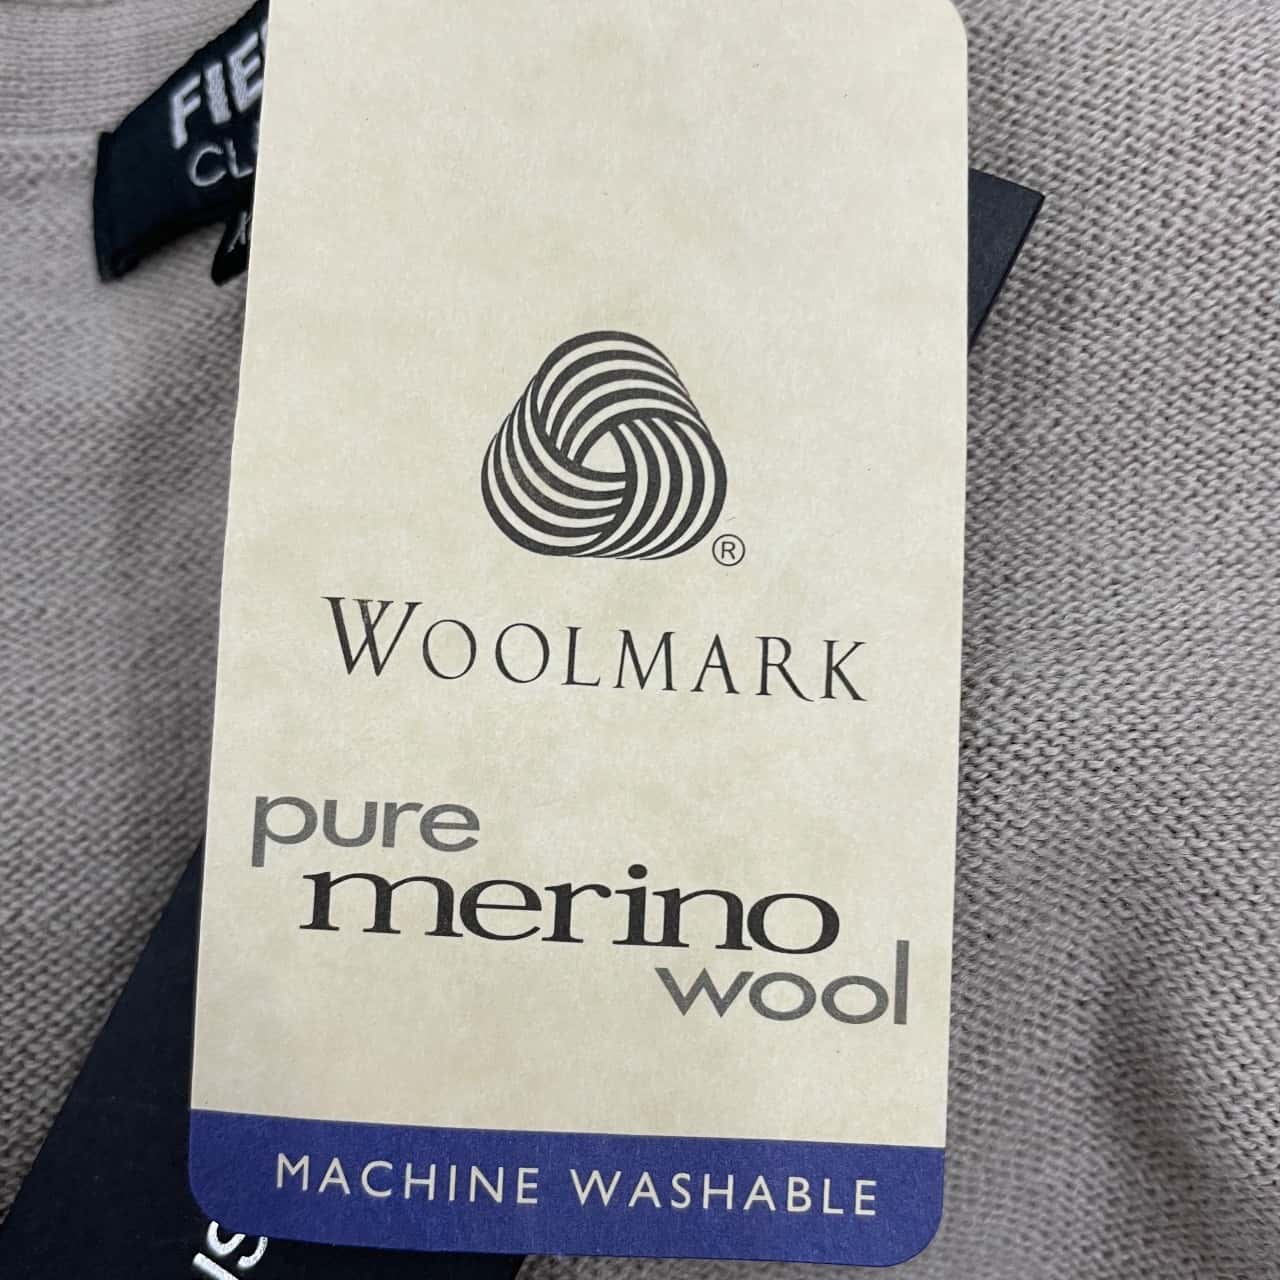 WOOLMARK
®
pure
merino
wool
MACHINE WASHABLE